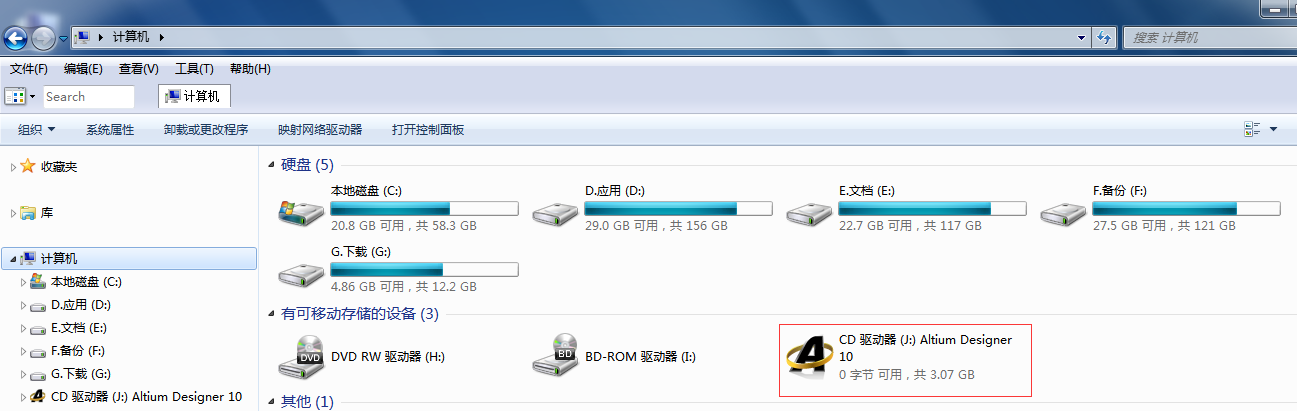 计算机
搜索 计算机
文件(F) 编辑(E) 查看(V) 工具(T) 帮助(H)
Search 计算机
组织 系统属性 卸载或更改程序 映射网络驱动器 打开控制面板
收藏夹
库
计算机
本地磁盘 (C:)
D.应用 (D:)
E.文档 (E:)
F.备份 (F:)
G.下载 (G:)
CD 驱动器 (J:) Altium Designer 10
硬盘 (5)
本地磁盘 (C:)
20.8 GB 可用，共 58.3 GB
D.应用 (D:)
29.0 GB 可用，共 156 GB
E.文档 (E:)
22.7 GB 可用，共 117 GB
F.备份 (F:)
27.5 GB 可用，共 121 GB
G.下载 (G:)
4.86 GB 可用，共 12.2 GB
有可移动存储的设备 (3)
DVD
DVD RW 驱动器 (H:)
BD
BD-ROM 驱动器 (I:)
CD 驱动器 (J:) Altium Designer
10
0 字节 可用，共 3.07 GB
其他 (1)